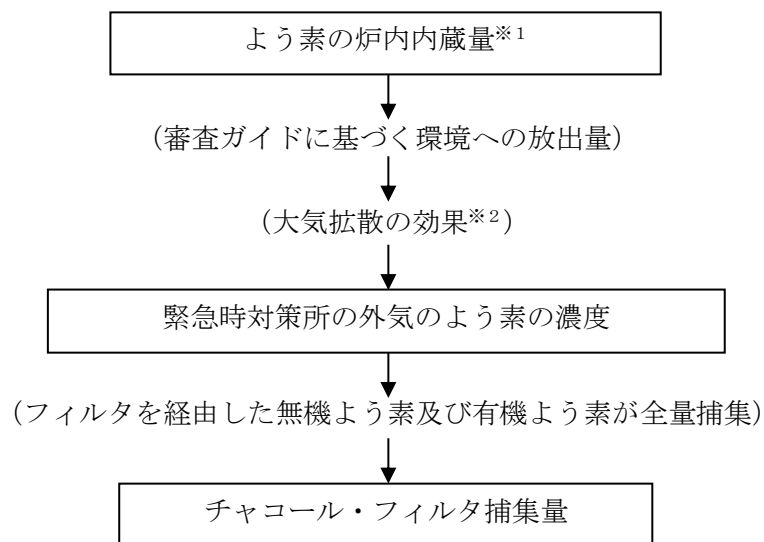 よう素の炉内内蔵量※1
（審査ガイドに基づく環境への放出量）
（大気拡散の効果※2）
緊急時対策所の外気のよう素の濃度
（フィルタを経由した無機よう素及び有機よう素が全量捕集）
チャコール・フィルタ捕集量